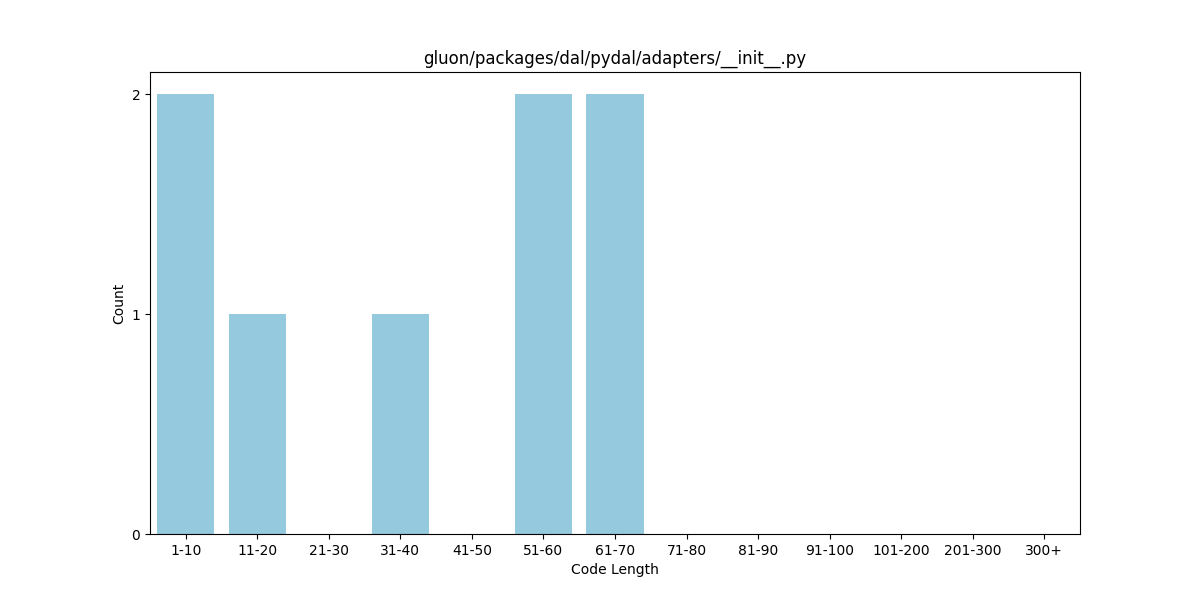 gluon/packages/dal/pydal/adapters/__init__.py
Count
2
1
0
1-10 11-20 21-30 31-40 41-50 51-60 61-70 71-80 81-90 91-100 101-200 201-300 300+
Code Length